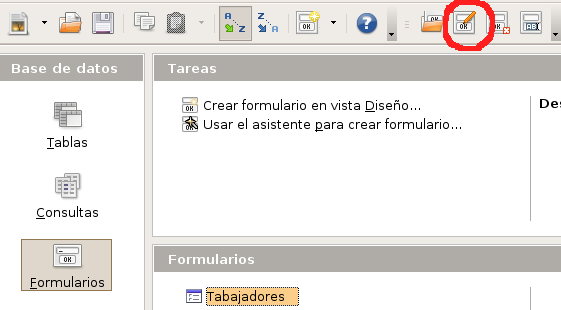 Base de datos
Tablas
Consultas
Formularios
Tareas
Crear formulario en vista Diseño...
Usar el asistente para crear formulario...
Des
Formularios
Tabajadores